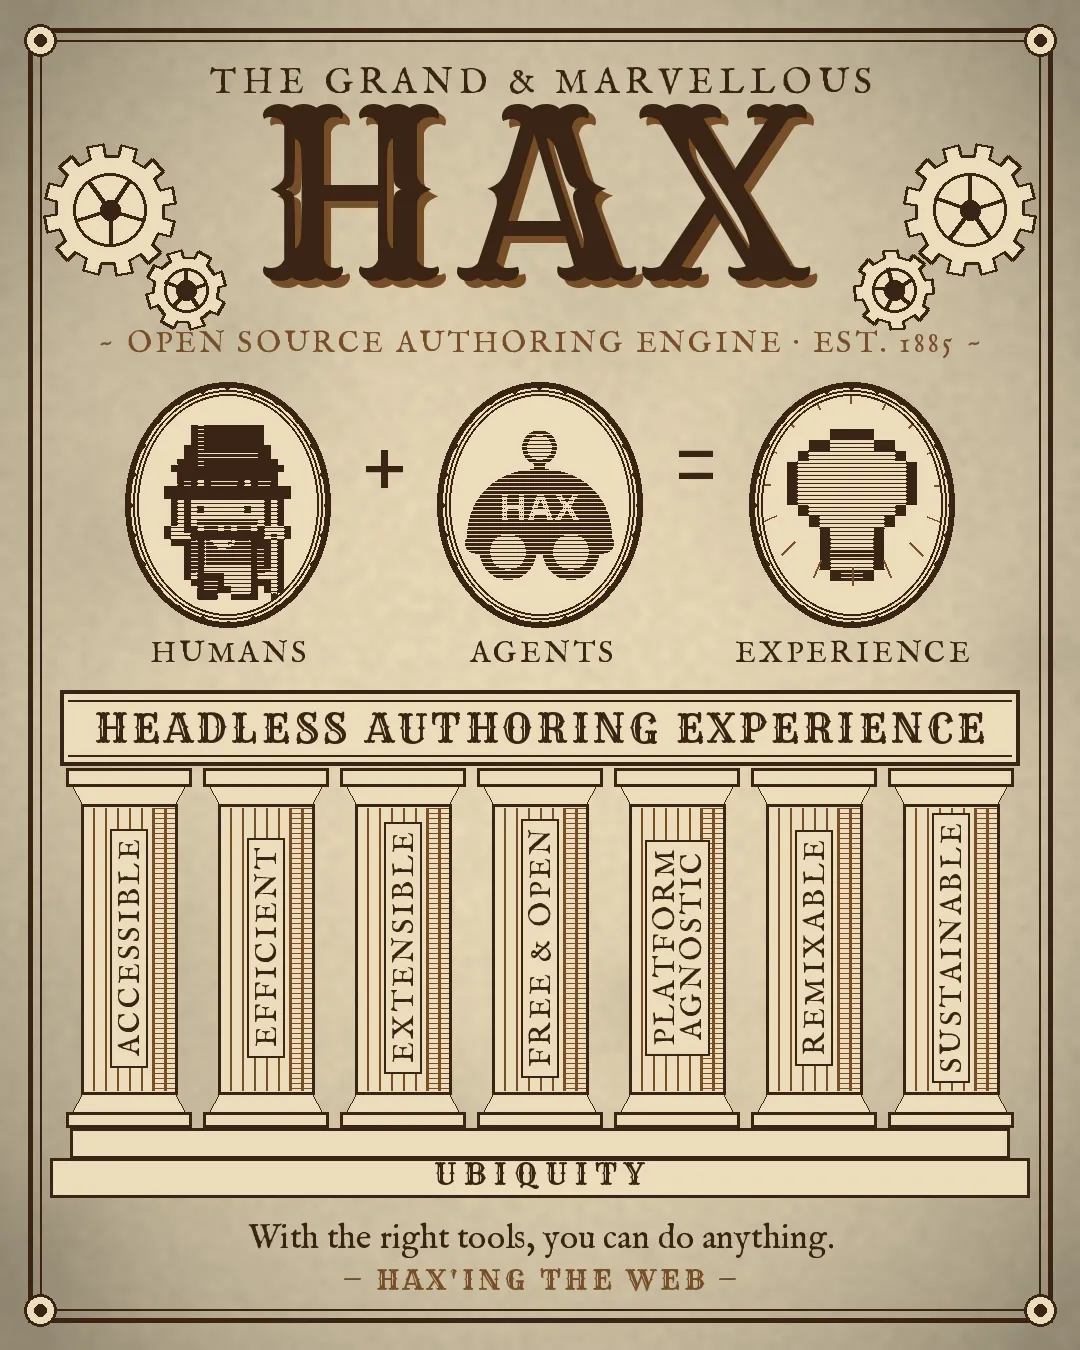 THE GRAND & MARVELLOUS
HAX
~ OPEN SOURCE AUTHORING ENGINE · EST. 1885 ~
+
HAX
=
HUMANS
AGENTS
EXPERIENCE
HEADLESS AUTHORING EXPERIENCE
ACCESSIBLE
EFFICIENT
EXTENSIBLE
FREE & OPEN
PLATFORM
AGNOSTIC
REMIXABLE
SUSTAINABLE
UBIQUITY
With the right tools, you can do anything.
— HAX'ING THE WEB —